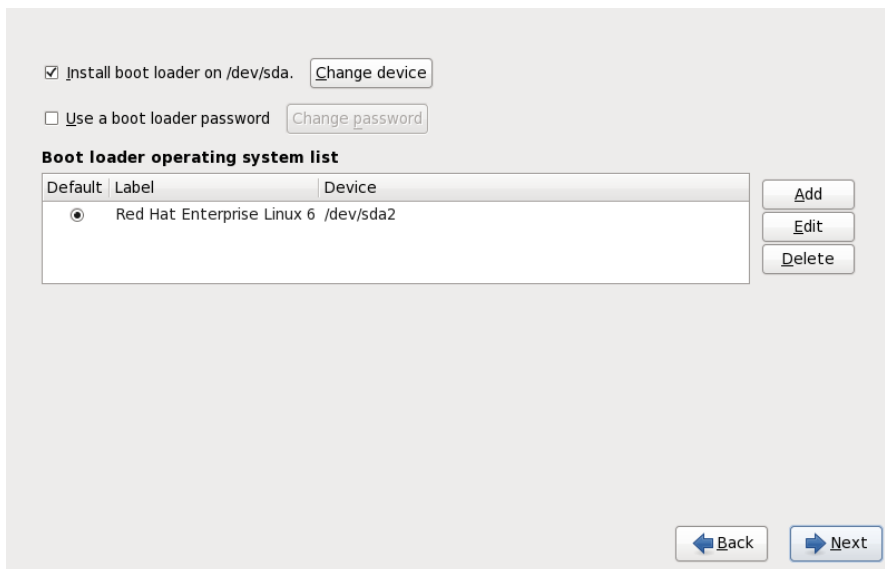 Install boot loader on /dev/sda. Change device
Use a boot loader password Change password
Boot loader operating system list
Default Label Device
Red Hat Enterprise Linux 6 /dev/sda2
Add
Edit
Delete
Back Next